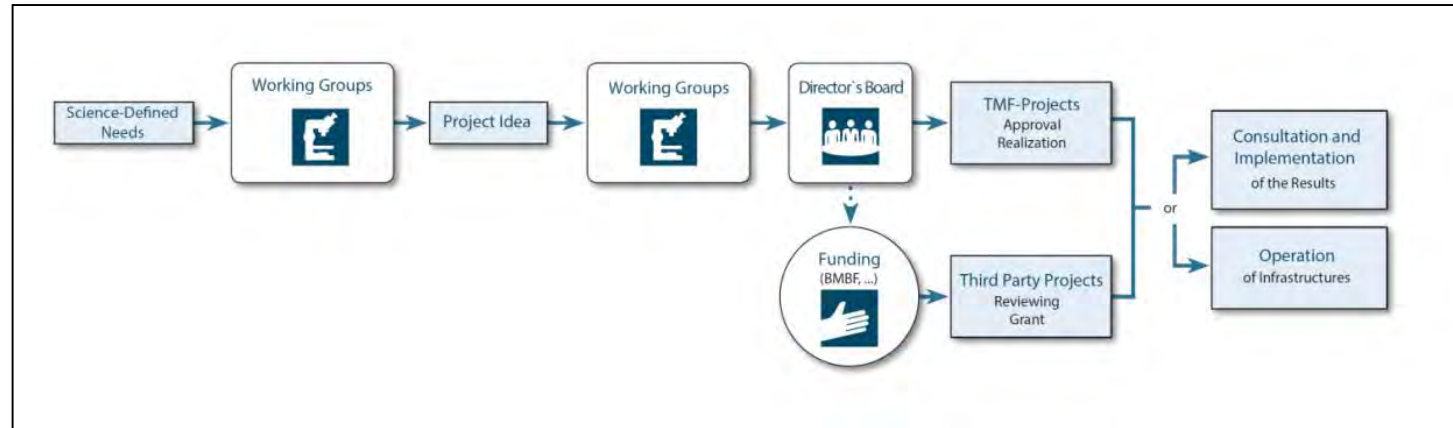 Science-Defined
Needs
Working Groups
Project Idea
Working Groups
Director`s Board
TMF-Projects
Approval
Realization
Funding
(BMBF, ...)
Third Party Projects
Reviewing
Grant
or
Consultation and
Implementation
of the Results
Operation
of Infrastructures